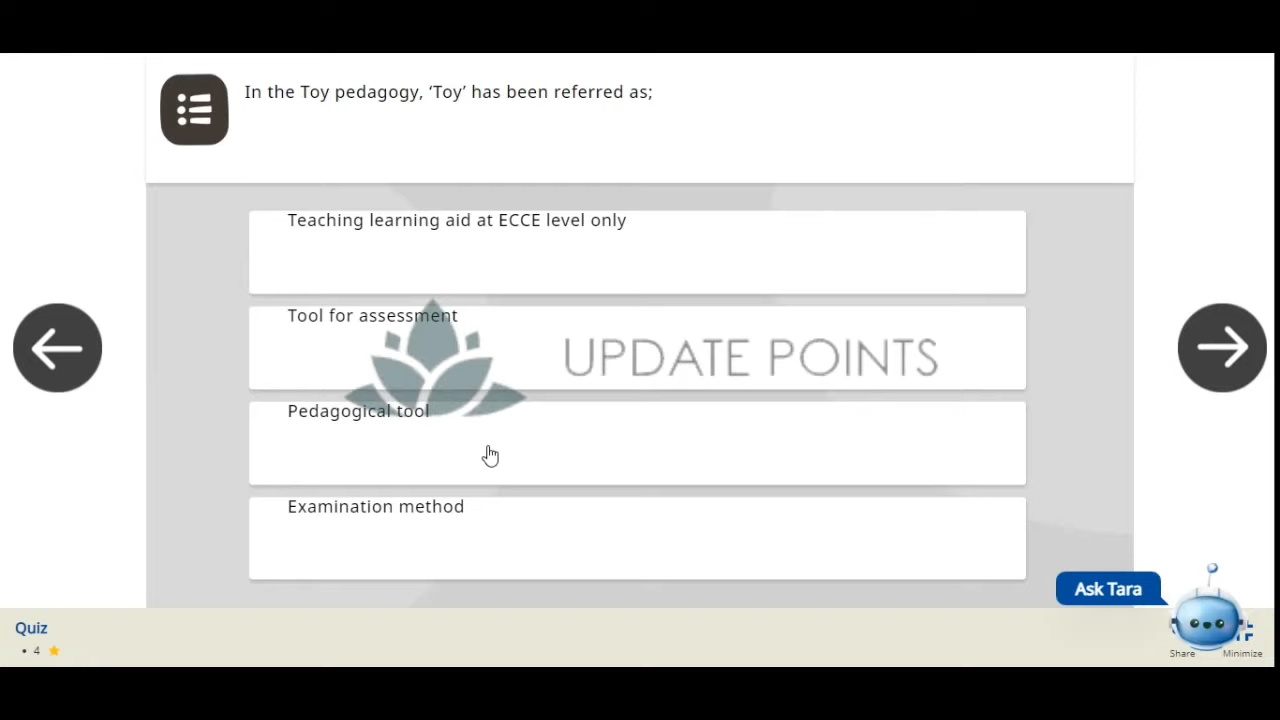 In the Toy pedagogy, ‘Toy’ has been referred as;
Teaching learning aid at ECCE level only
Tool for assessment
UPDATE POINTS
Pedagogical tool
Examination method
Ask Tara
Quiz
• 4
Share
Minimize